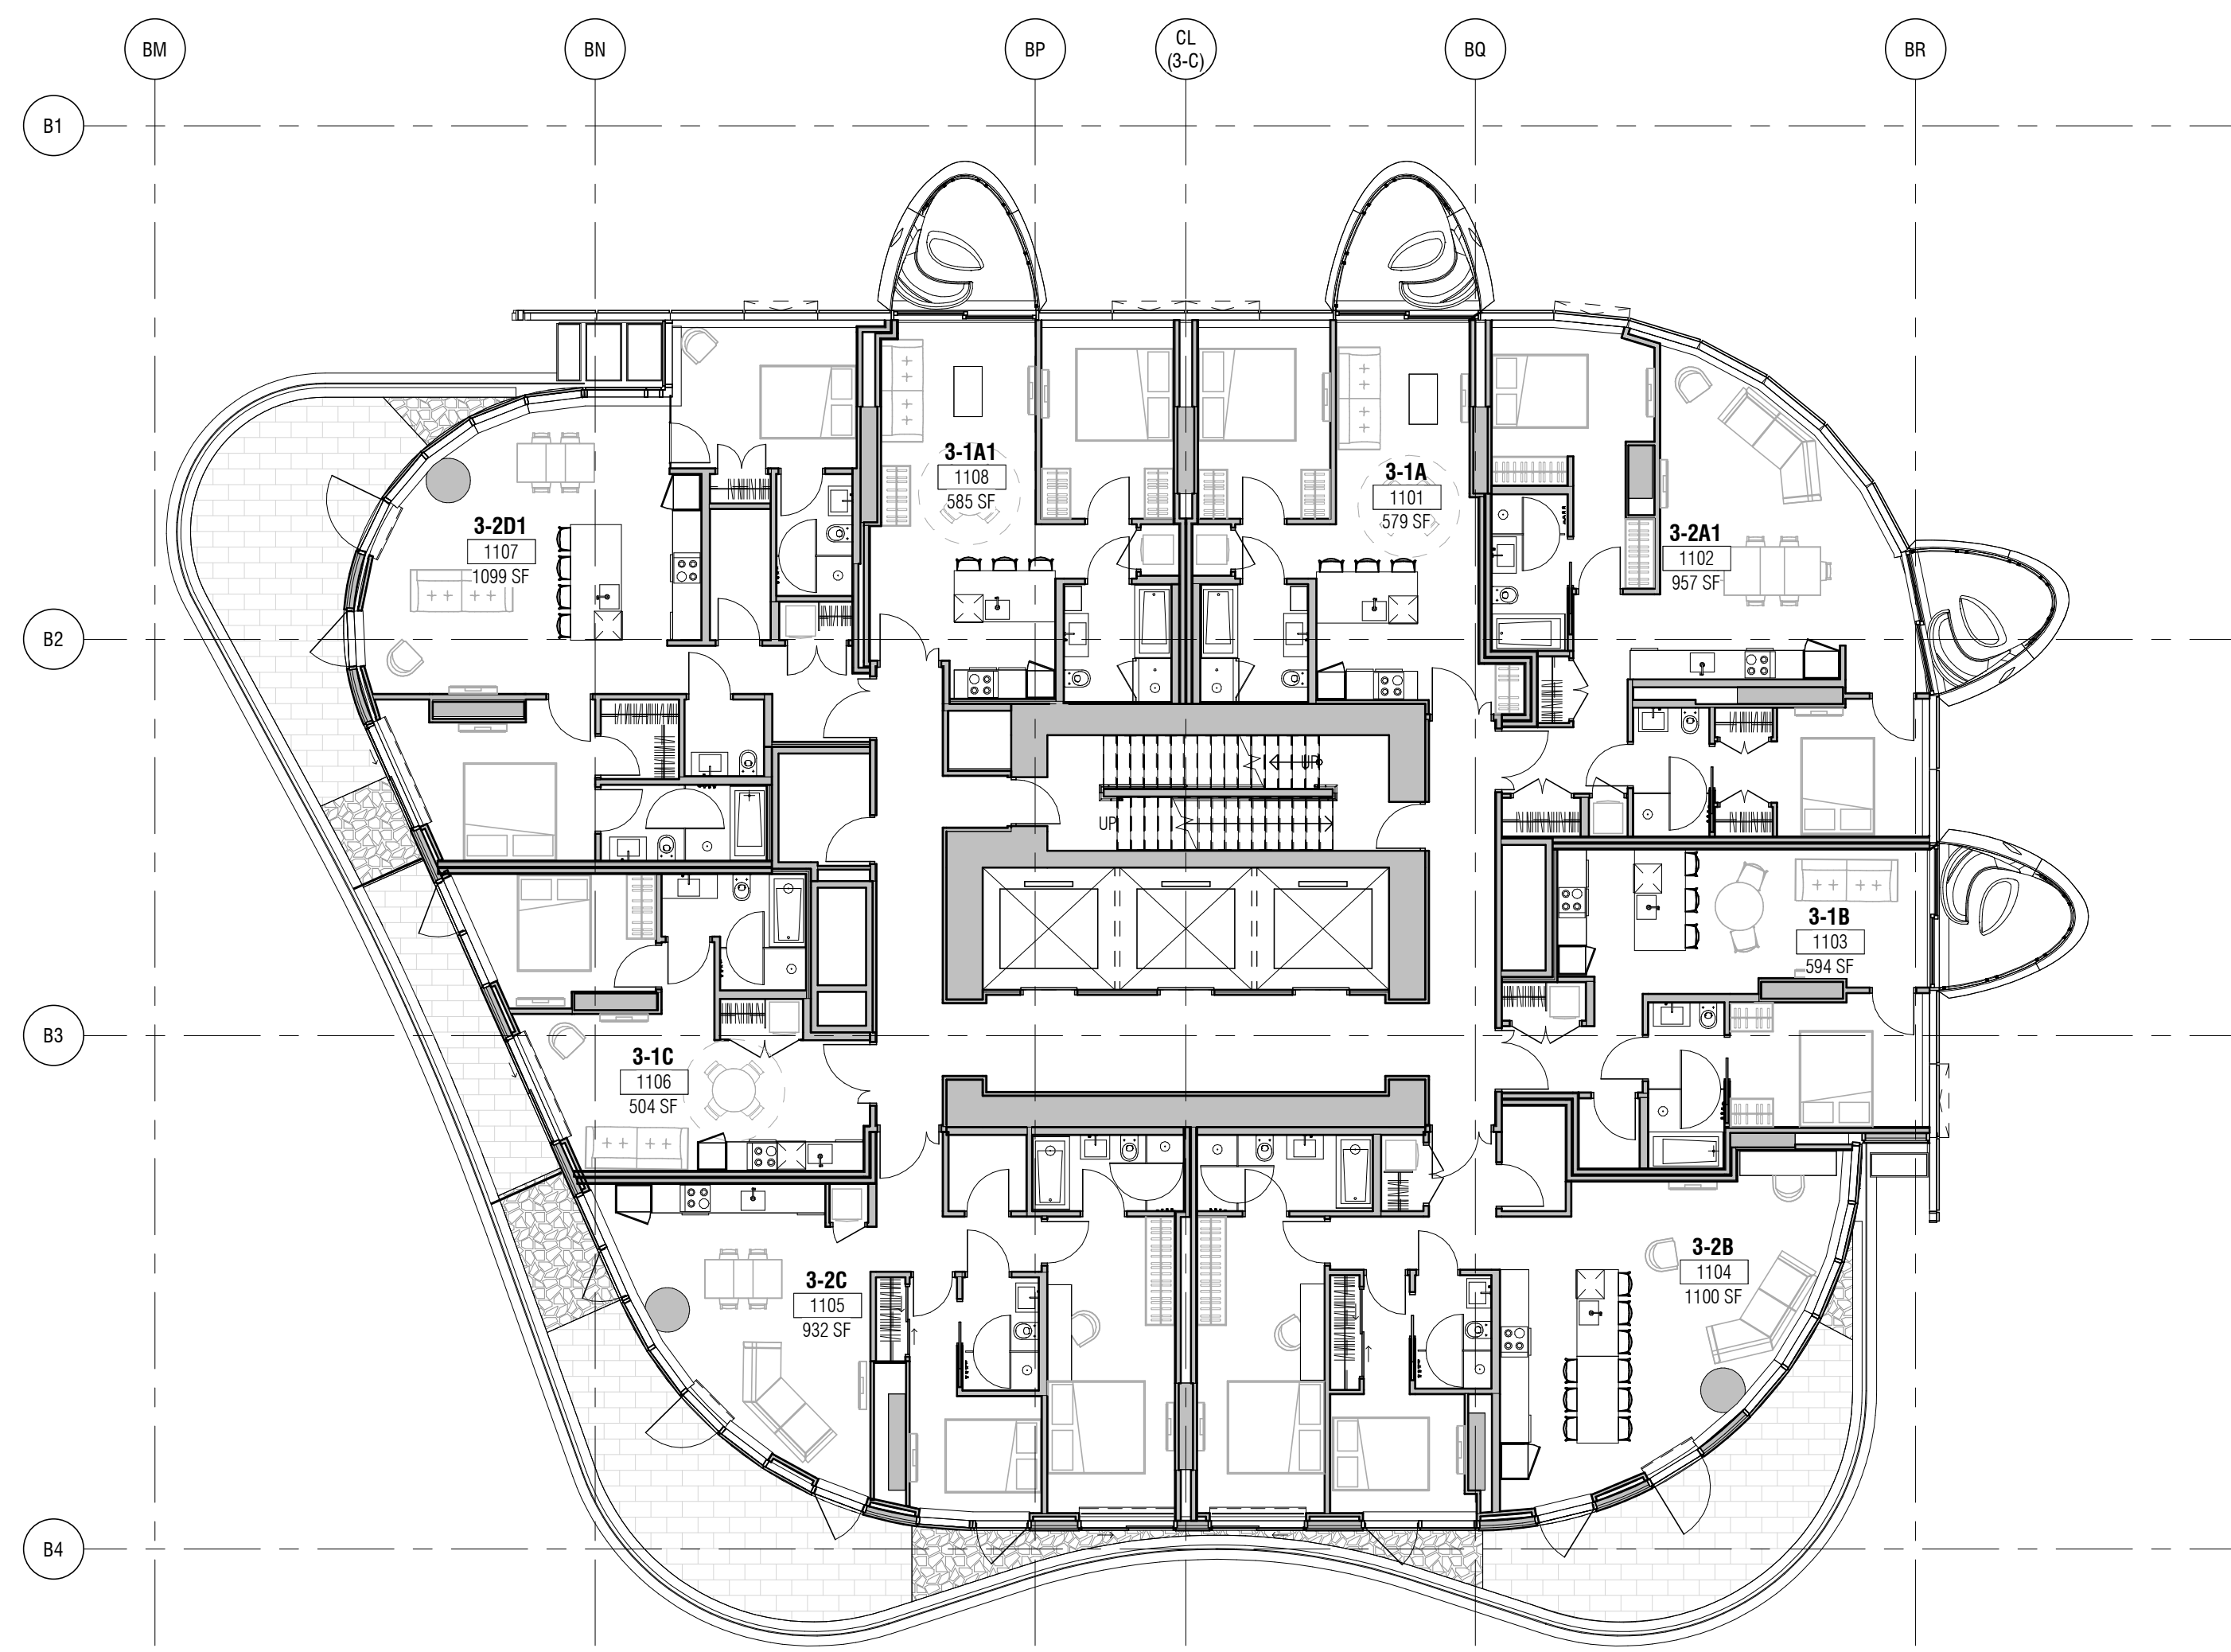 BM
BN
BP
CL
(3-C)
BQ
BR
B1
3-1A1
1108
585 SF
3-1A
1101
579 SF
3-2D1
1107
1099 SF
3-2A1
1102
957 SF
B2
UP
UP
3-1B
1103
594 SF
B3
3-1C
1106
504 SF
3-2B
1104
1100 SF
3-2C
1105
932 SF
B4